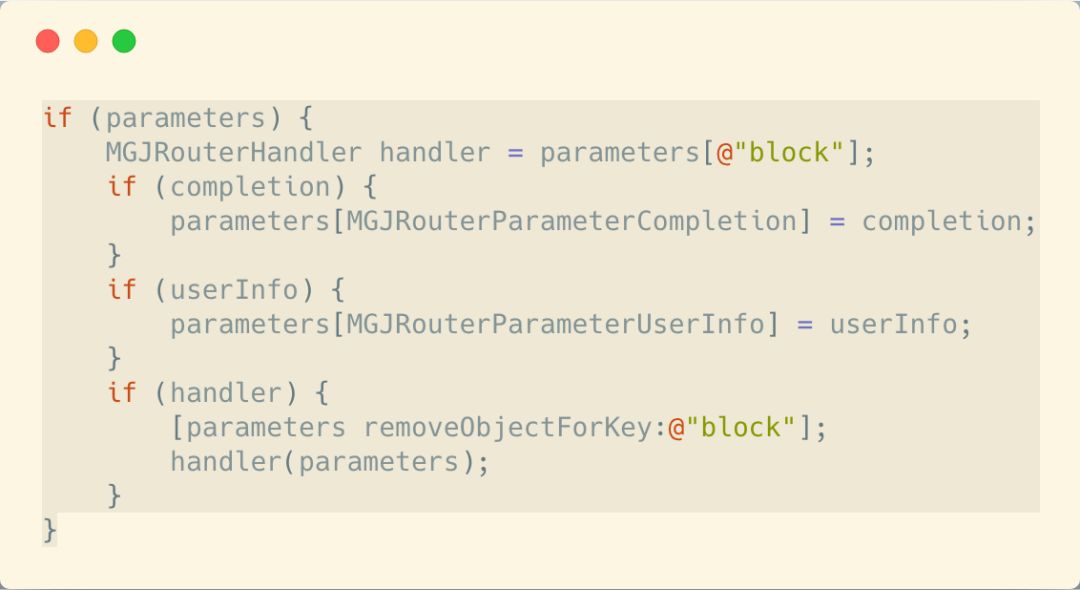 if (parameters) {
    MGJRouterHandler handler = parameters[@"block"];
    if (completion) {
        parameters[MGJRouterParameterCompletion] = completion;
    }
    if (userInfo) {
        parameters[MGJRouterParameterUserInfo] = userInfo;
    }
    if (handler) {
        [parameters removeObjectForKey:@"block"];
        handler(parameters);
    }
}